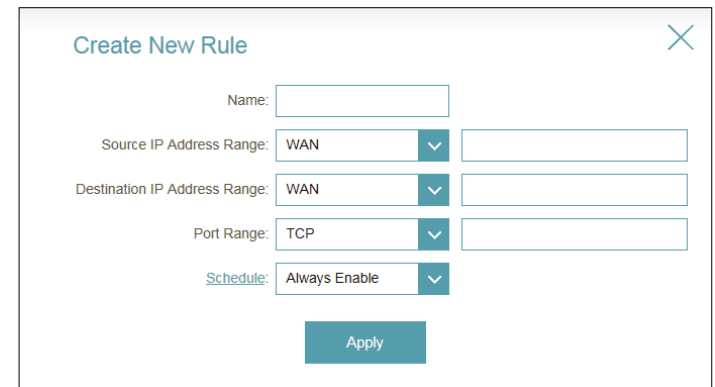 Create New Rule
Name:
Source IP Address Range: WAN
Destination IP Address Range: WAN
Port Range: TCP
Schedule: Always Enable
Apply